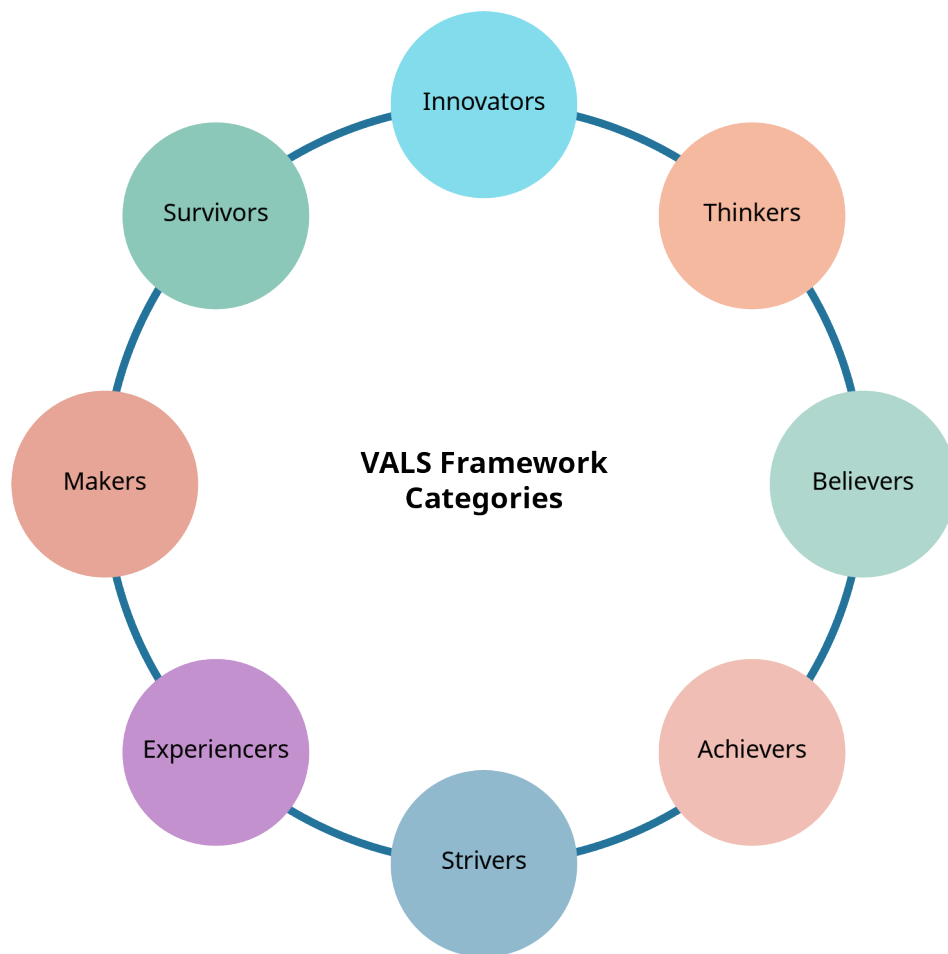 Innovators
Thinkers
Believers
Achievers
Strivers
Experiencers
Makers
Survivors
VALS Framework
Categories